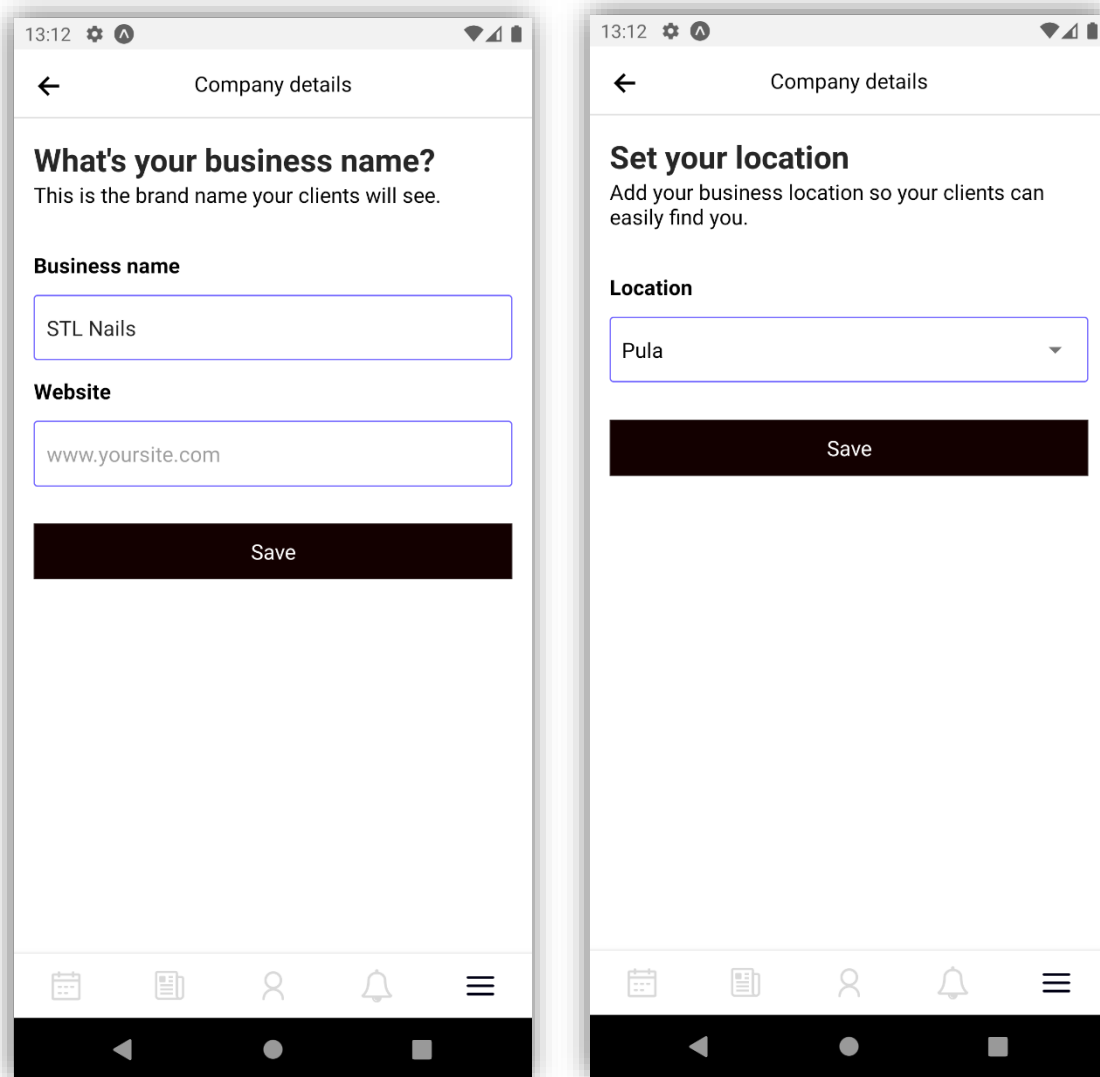 13:12
Company details
What's your business name?
This is the brand name your clients will see.
Business name
STL Nails
Website
www.yoursite.com
Save
13:12
Company details
Set your location
Add your business location so your clients can
easily find you.
Location
Pula
Save